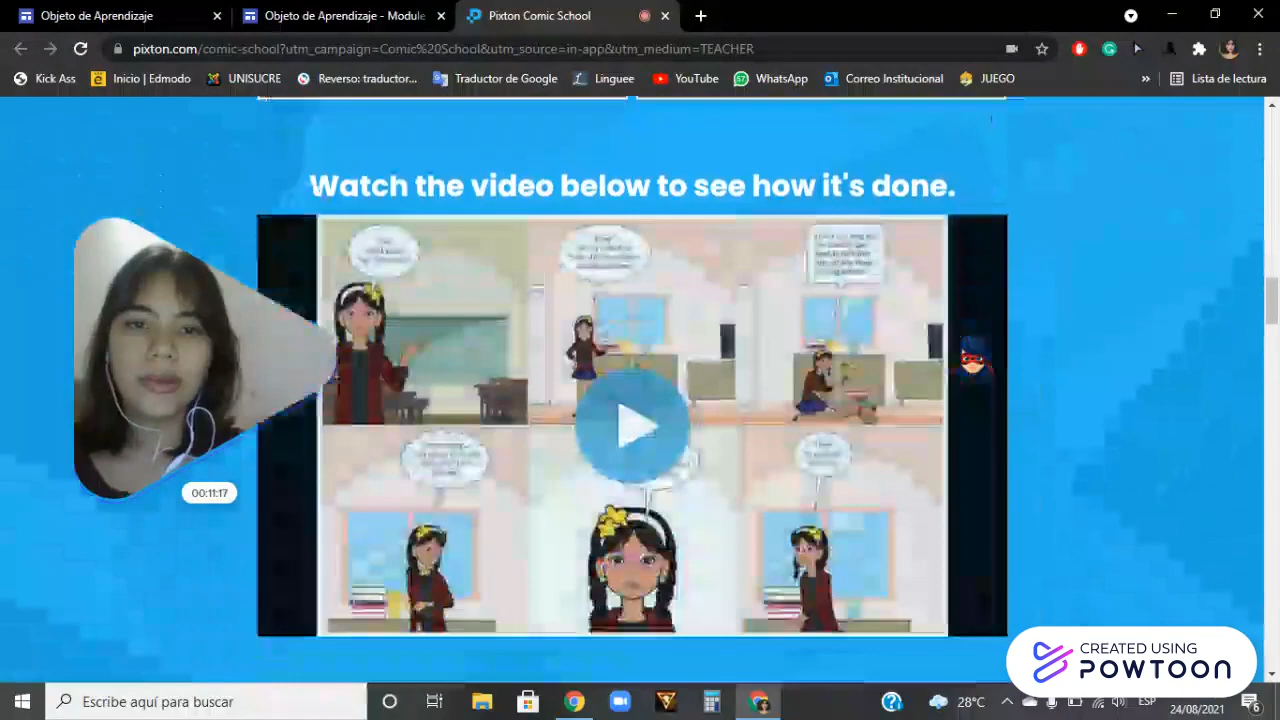 Objeto de Aprendizaje
Objeto de Aprendizaje - Module
Pixton Comic School
pixton.com/comic-school?utm_campaign=Comic%20School&utm_source=in-app&utm_medium=TEACHER
Kick Ass
Inicio | Edmodo
UNISUCRE
Reverso: traductor...
Traductor de Google
Linguee
YouTube
57
WhatsApp
Correo Institucional
JUEGO
»
Lista de lectura
Watch the video below to see how it's done.
00:11:17
CREATED USING
POWTOON
Escribe aquí para buscar
28°C
ESP
24/08/2021
6